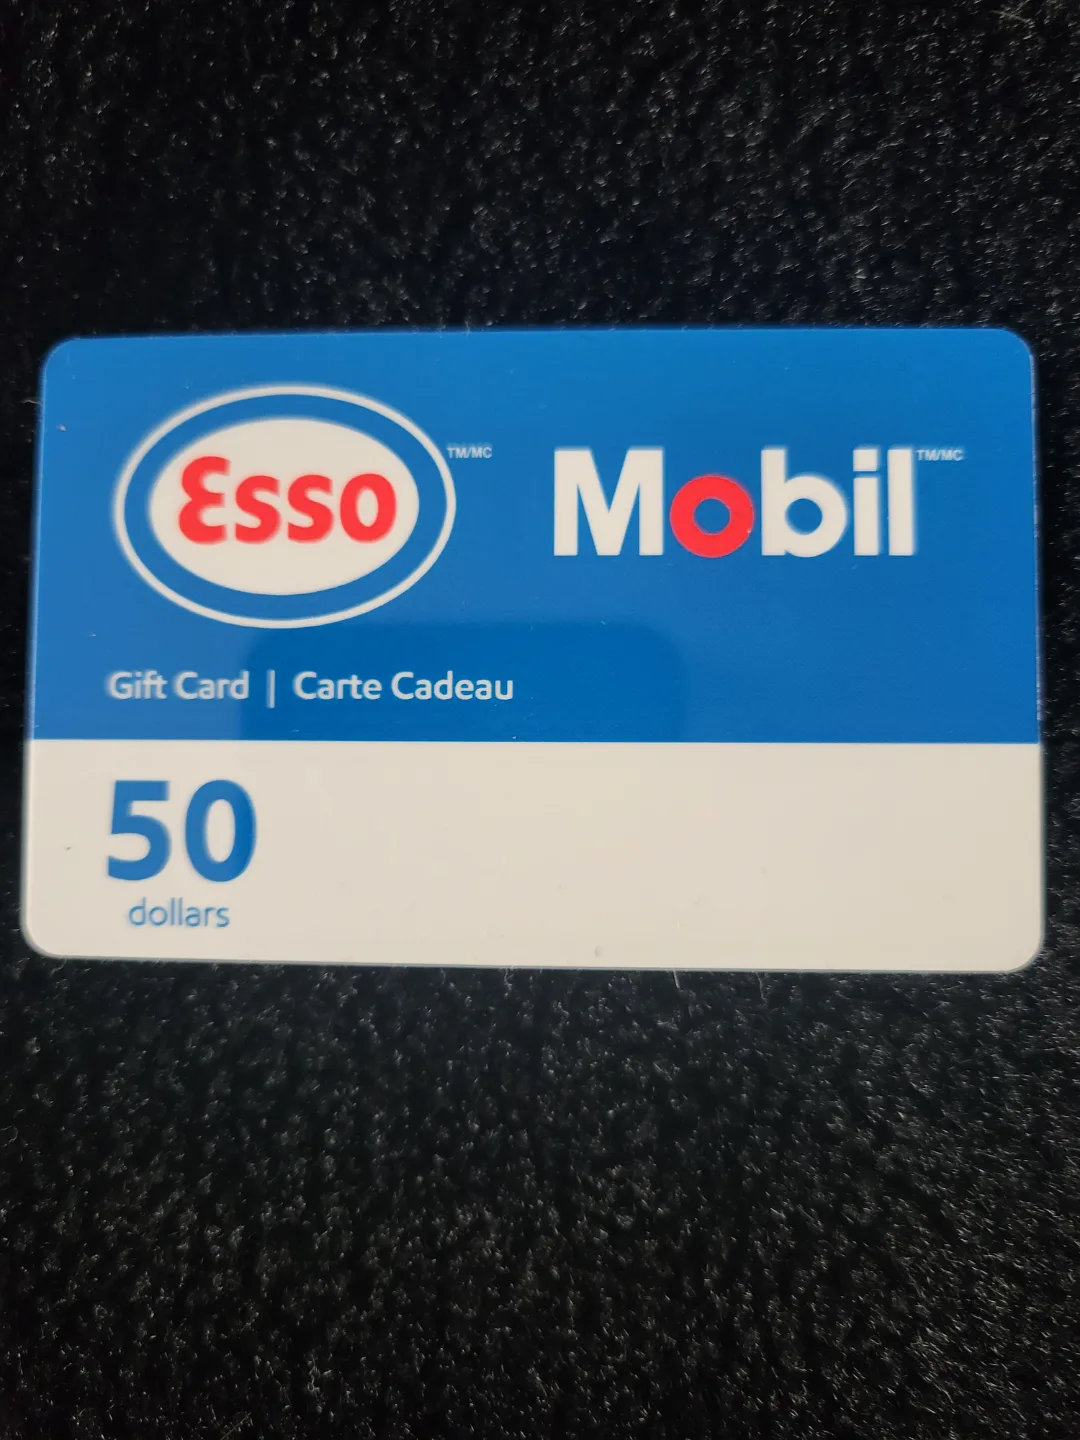 Esso TM/MC Mobil TM/MC
Gift Card | Carte Cadeau
50
dollars